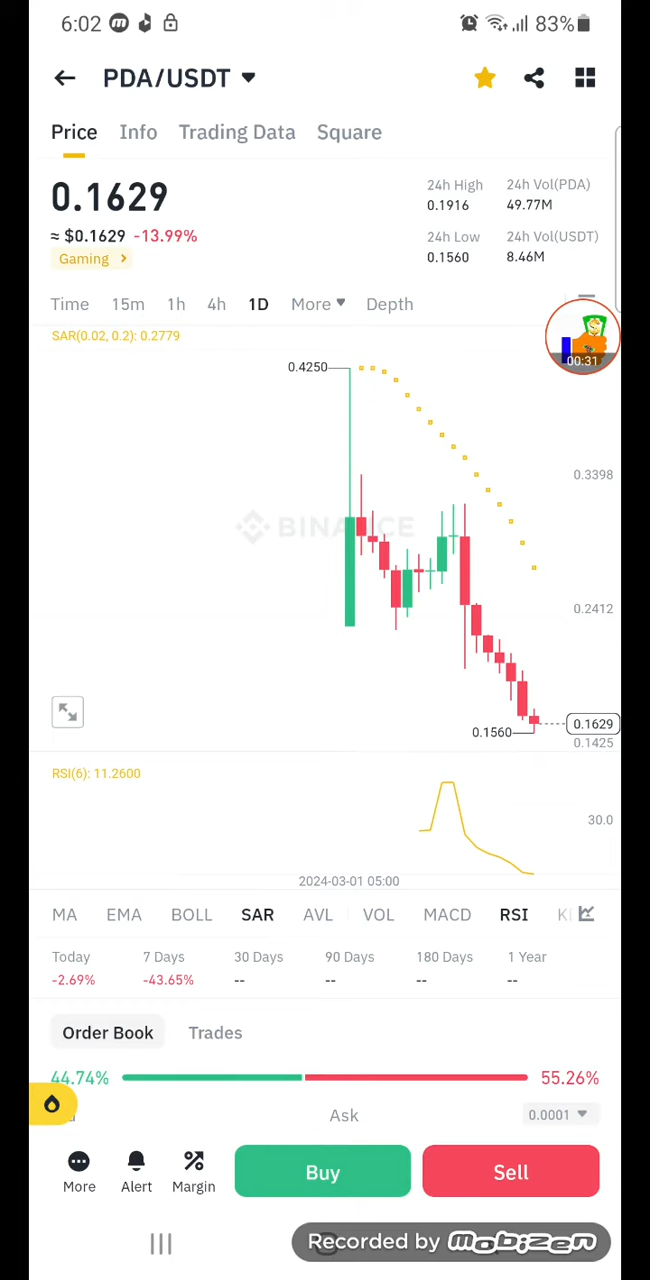 6:02 83%
PDA/USDT
Price Info Trading Data Square
0.1629
≈ $0.1629 -13.99%
Gaming >
24h High 24h Vol(PDA)
0.1916 49.77M
24h Low 24h Vol(USDT)
0.1560 8.46M
Time 15m 1h 4h 1D More Depth
SAR(0.02, 0.2): 0.2779
00:31
0.4250
0.3398
BINANCE
0.2412
0.1629
0.1560
0.1425
RSI(6): 11.2600
30.0
2024-03-01 05:00
MA EMA BOLL SAR AVL VOL MACD RSI
Today 7 Days 30 Days 90 Days 180 Days 1 Year
-2.69% -43.65% -- -- -- --
Order Book Trades
44.74% 55.26%
Ask 0.0001
More Alert Margin Buy Sell
Recorded by mobizen